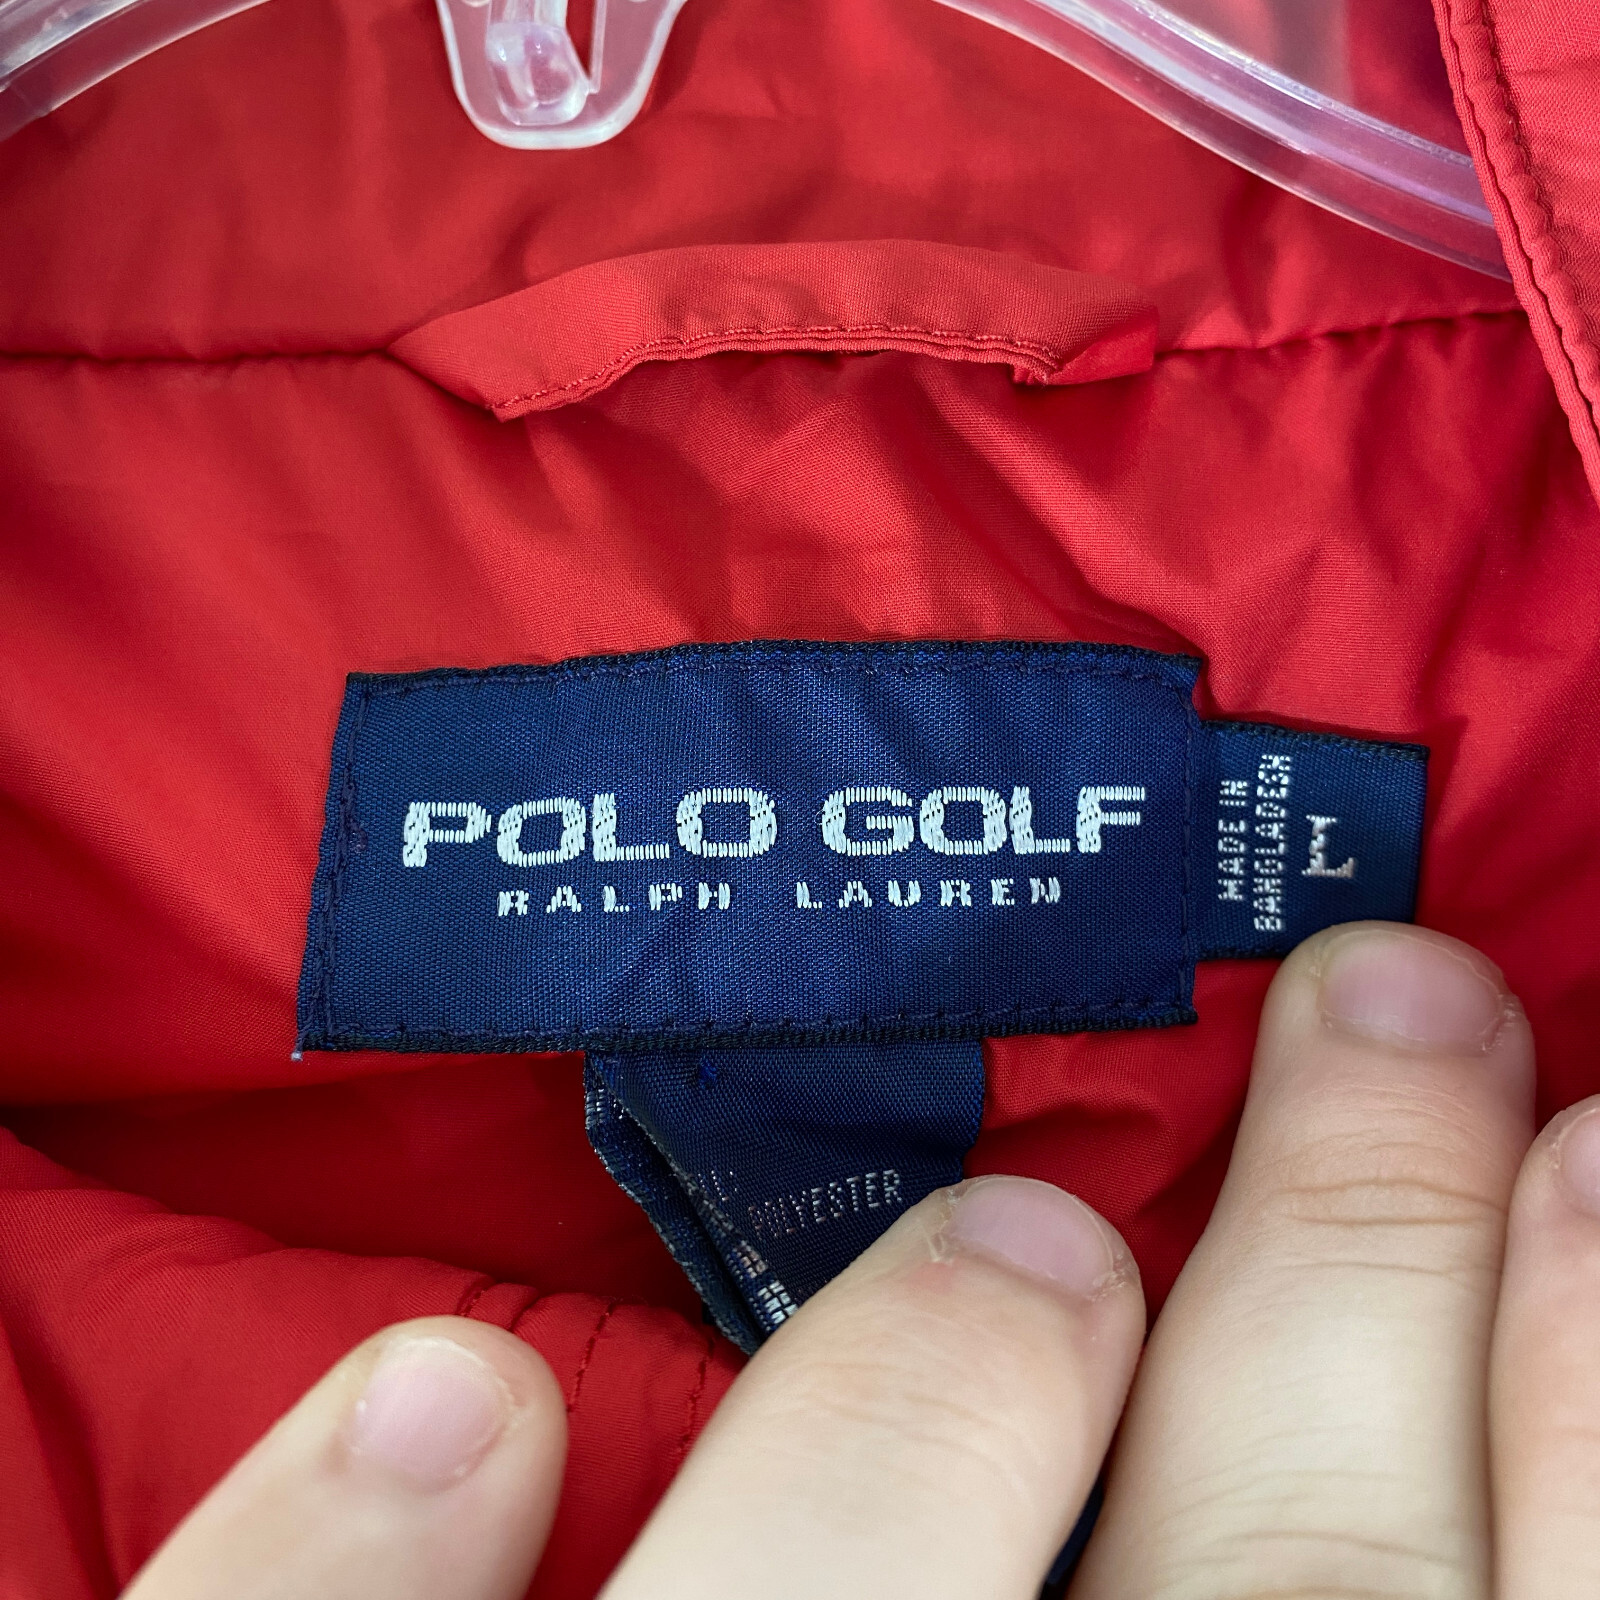 POLO GOLF
RALPH LAUREN
MADE IN
BANGLADESH
L
POLYESTER